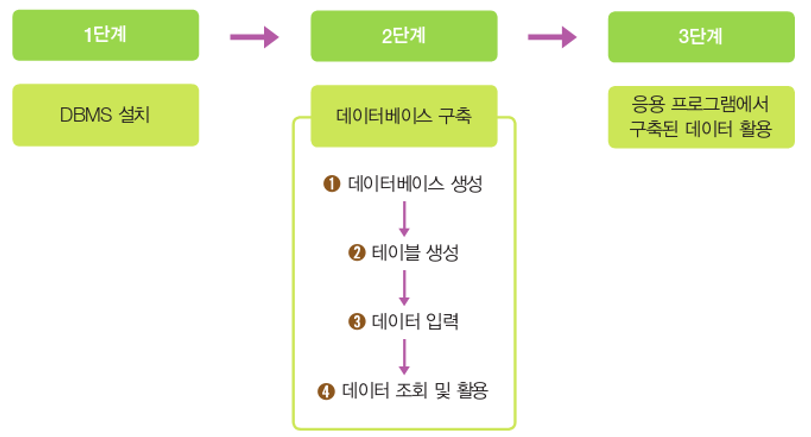 1단계
2단계
3단계
DBMS 설치
데이터베이스 구축
응용 프로그램에서
구축된 데이터 활용
❶ 데이터베이스 생성
❷ 테이블 생성
❸ 데이터 입력
❹ 데이터 조회 및 활용